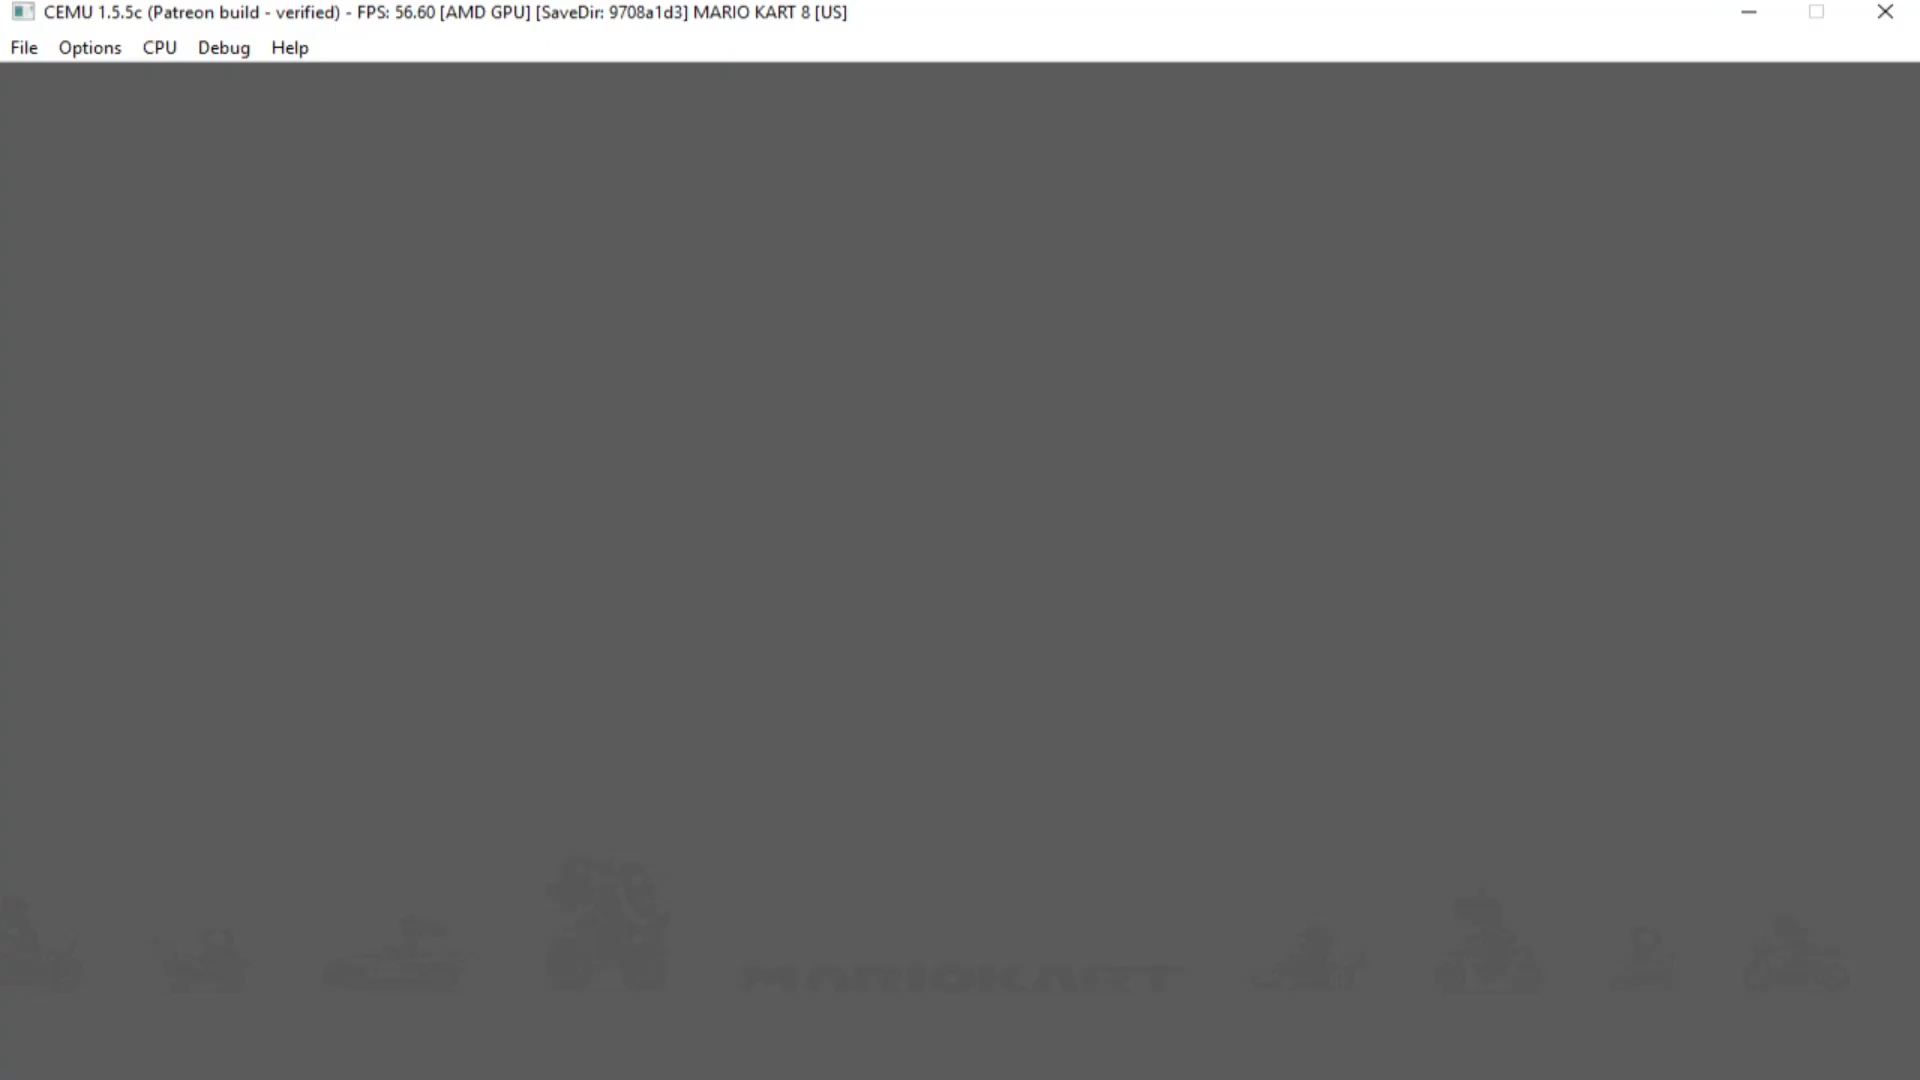 CEMU 1.5.5c (Patreon build - verified) - FPS: 56.60 [AMD GPU] [SaveDir: 9708a1d3] MARIO KART 8 [US]
File Options CPU Debug Help
MARIOKART